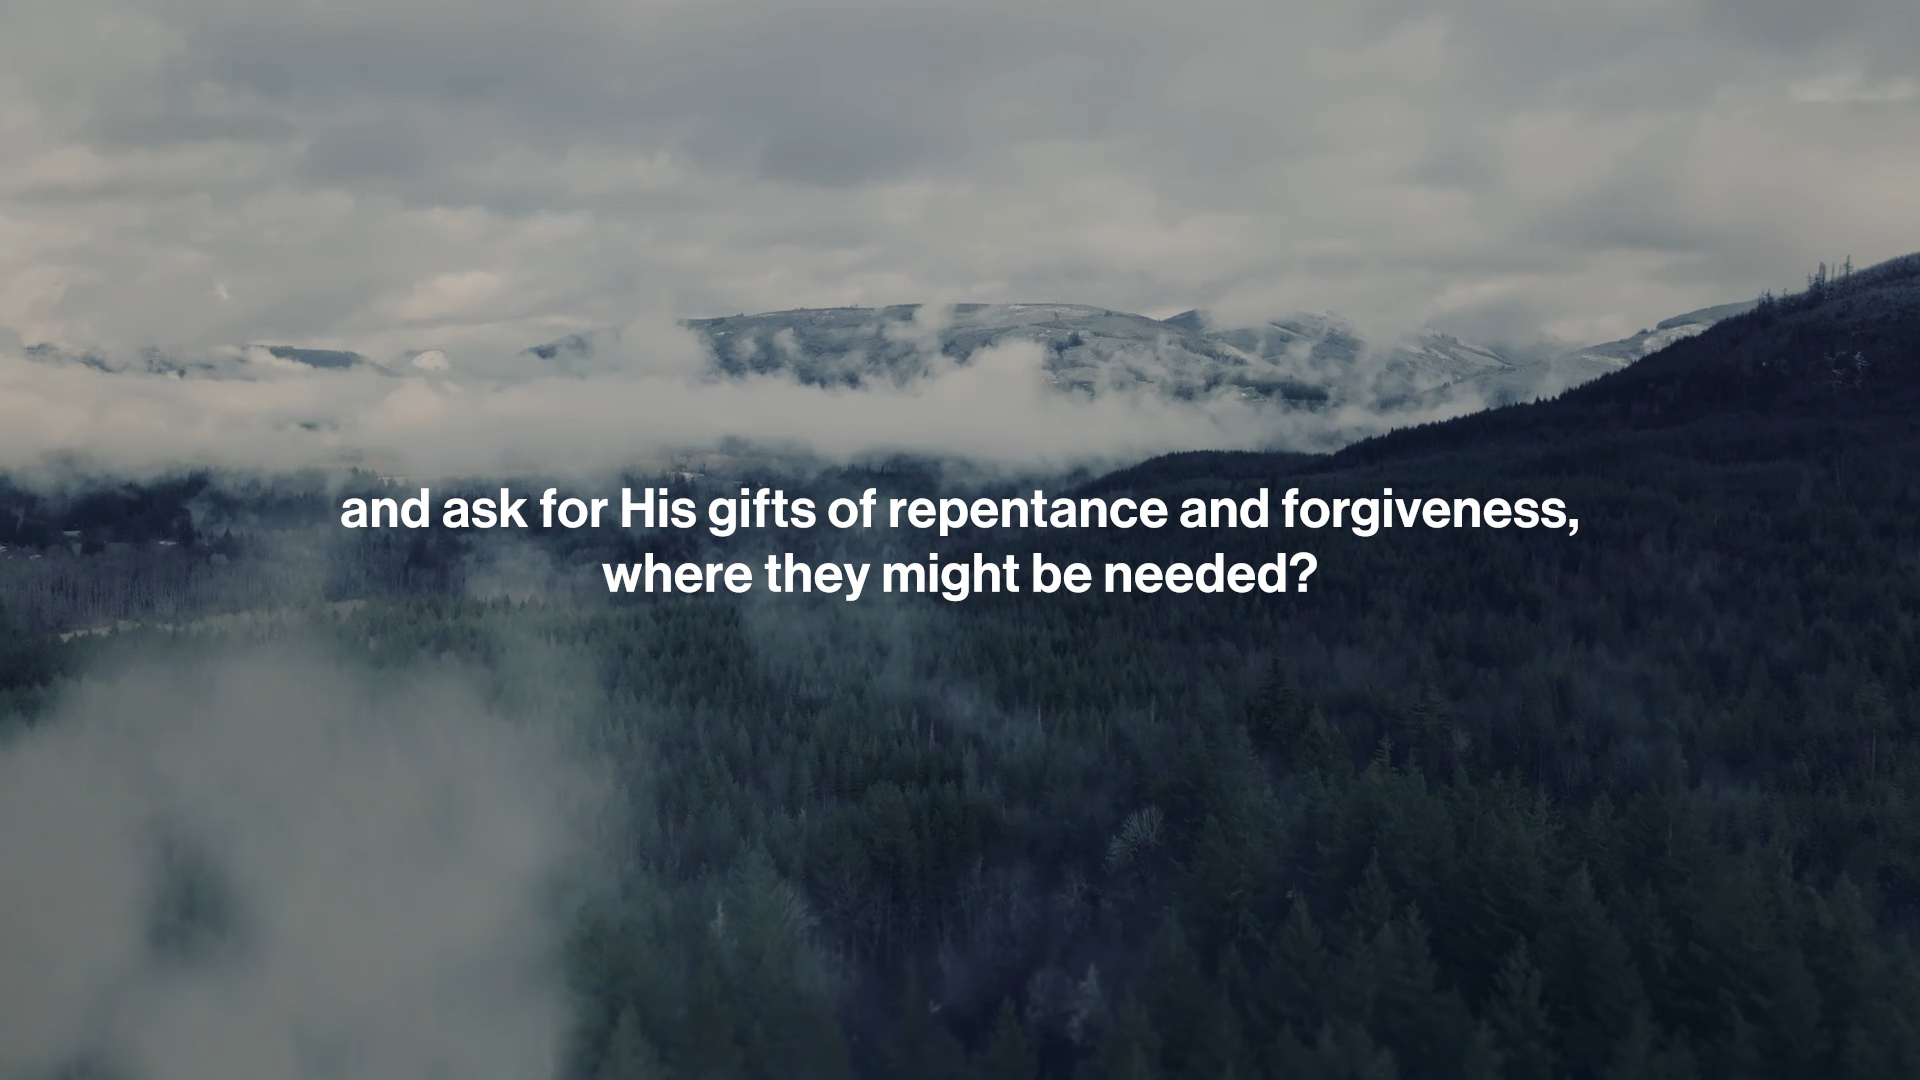 and ask for His gifts of repentance and forgiveness,
where they might be needed?